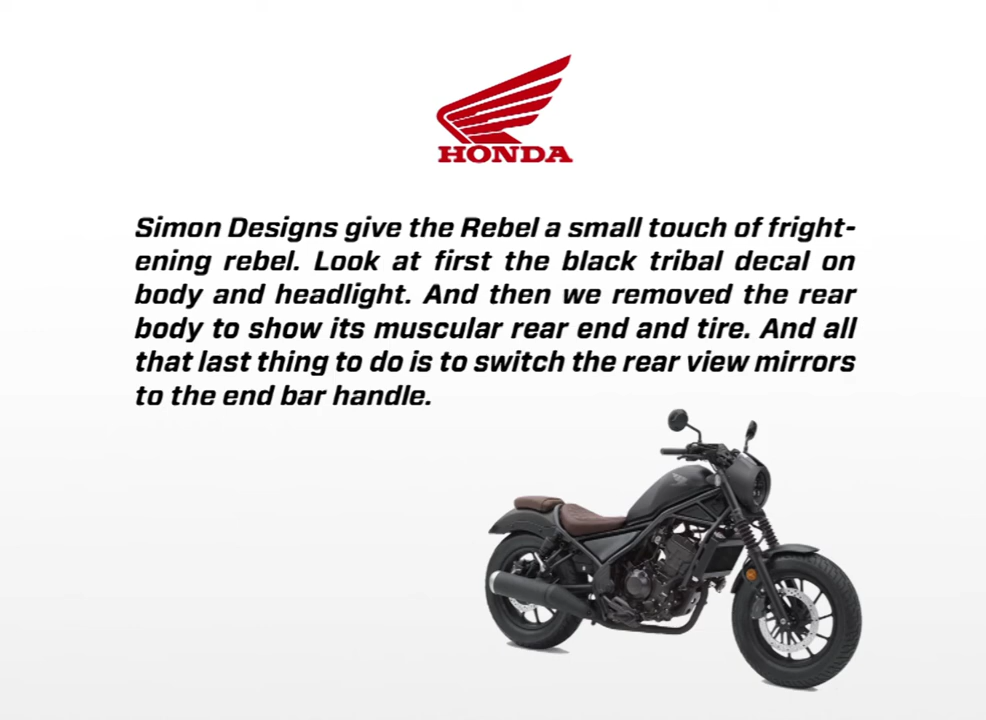 HONDA
Simon Designs give the Rebel a small touch of fright-
ening rebel. Look at first the black tribal decal on
body and headlight. And then we removed the rear
body to show its muscular rear end and tire. And all
that last thing to do is to switch the rear view mirrors
to the end bar handle.